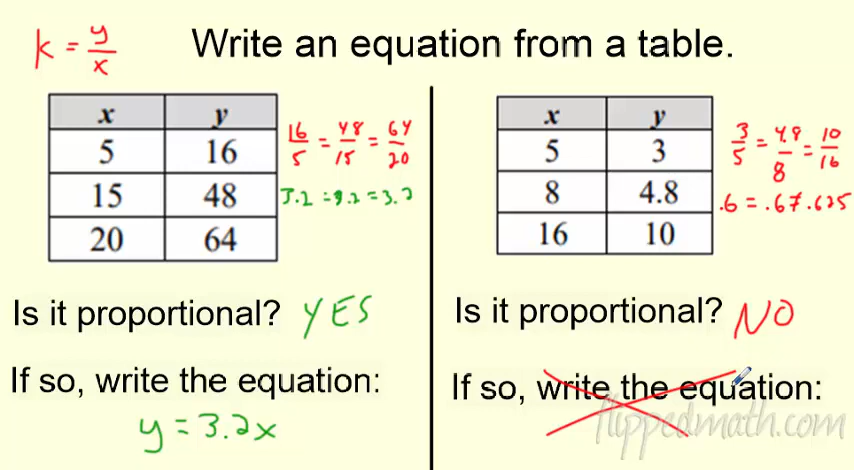 k = y/x
Write an equation from a table.
x y
5 16
15 48
20 64
16/5 = 48/15 = 64/20
3.2 = 3.2 = 3.2
Is it proportional? YES
If so, write the equation:
y = 3.2x
x y
5 3
8 4.8
16 10
3/5 = 4.8/8 = 10/16
.6 = .6 ≠ .625
Is it proportional? NO
If so, write the equation:
flippedmath.com